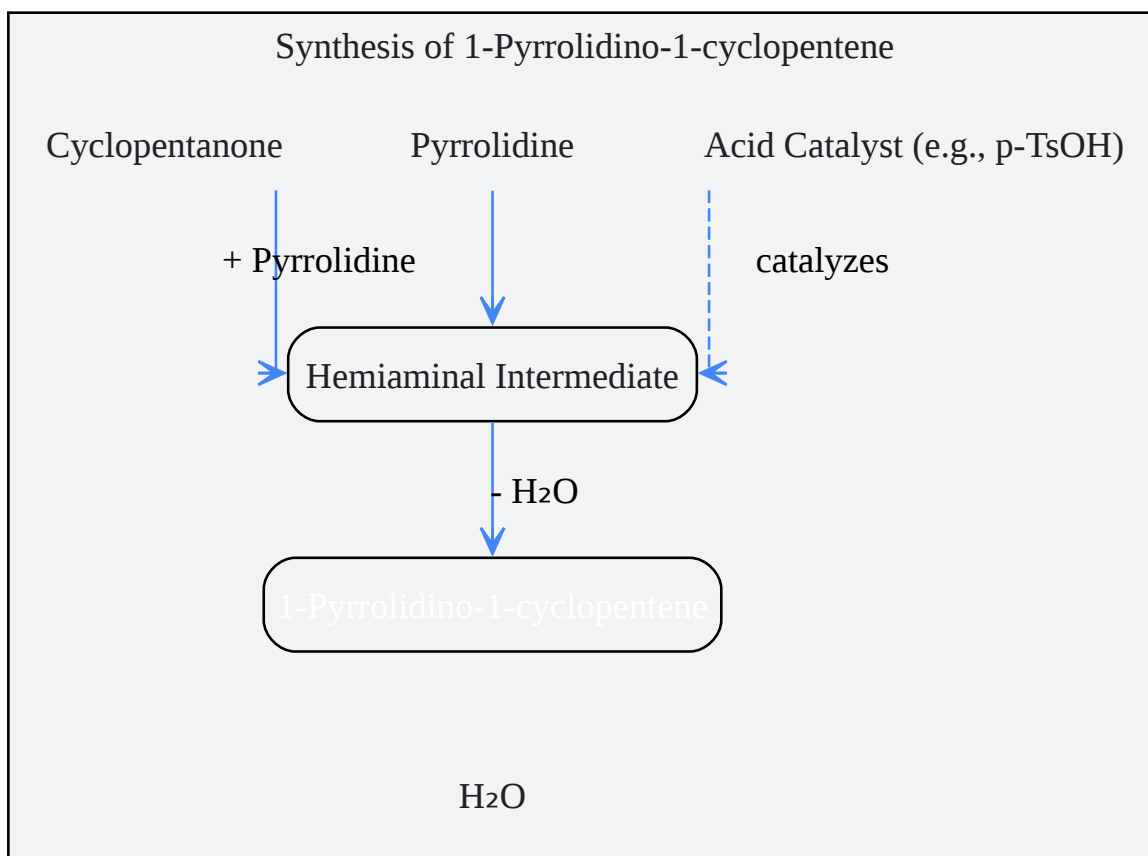 Synthesis of 1-Pyrrolidino-1-cyclopentene
Cyclopentanone
Pyrrolidine
Acid Catalyst (e.g., p-TsOH)
+ Pyrrolidine
catalyzes
Hemiaminal Intermediate
- H₂O
1-Pyrrolidino-1-cyclopentene
H₂O